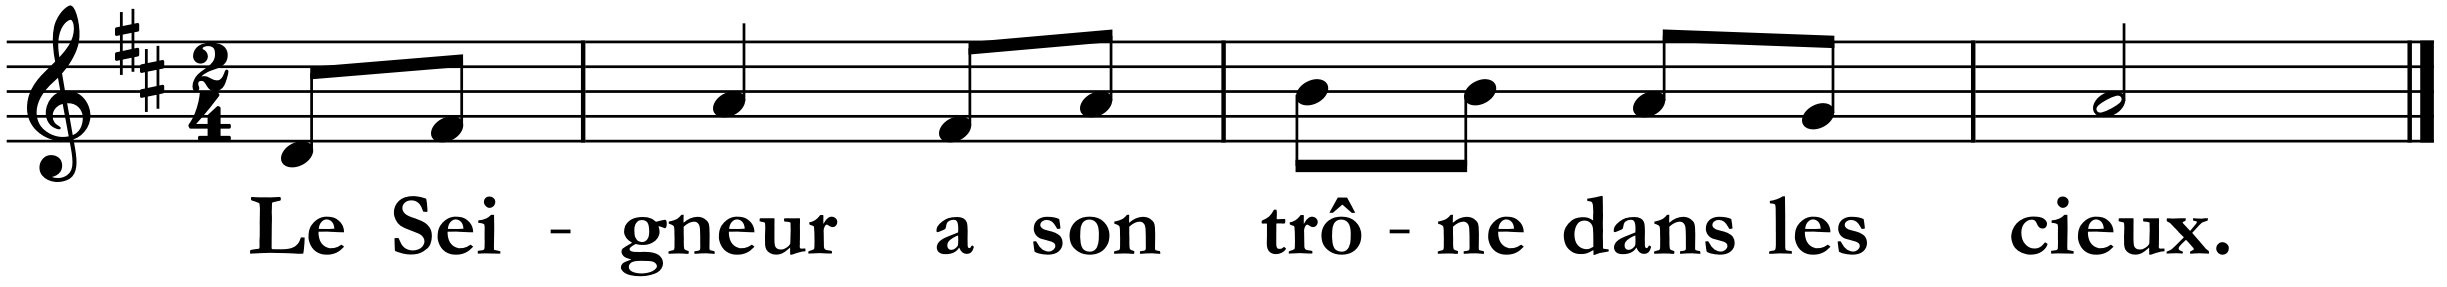 Le Sei - gneur a son trô - ne dans les cieux.